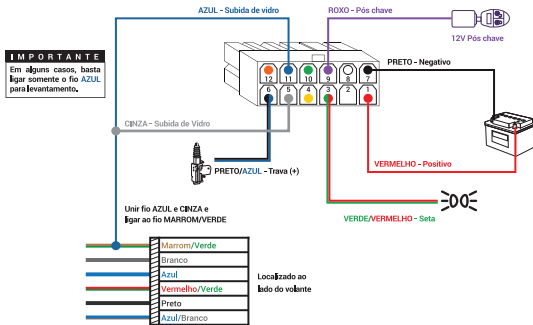 AZUL - Subida de vidro
ROXO - Pós chave
12V Pós chave
IMPORTANTE
Em alguns casos, basta
ligar somente o fio AZUL
para levantamento.
PRETO - Negativo
12 11 10 9 8 7
6 5 4 3 2 1
CINZA - Subida de Vidro
PRETO/AZUL - Trava (+)
VERMELHO - Positivo
VERDE/VERMELHO - Seta
Unir fio AZUL e CINZA e
ligar ao fio MARROM/VERDE
Marrom/Verde
Branco
Azul
Vermelho/Verde
Preto
Azul/Branco
Localizado ao
lado do volante